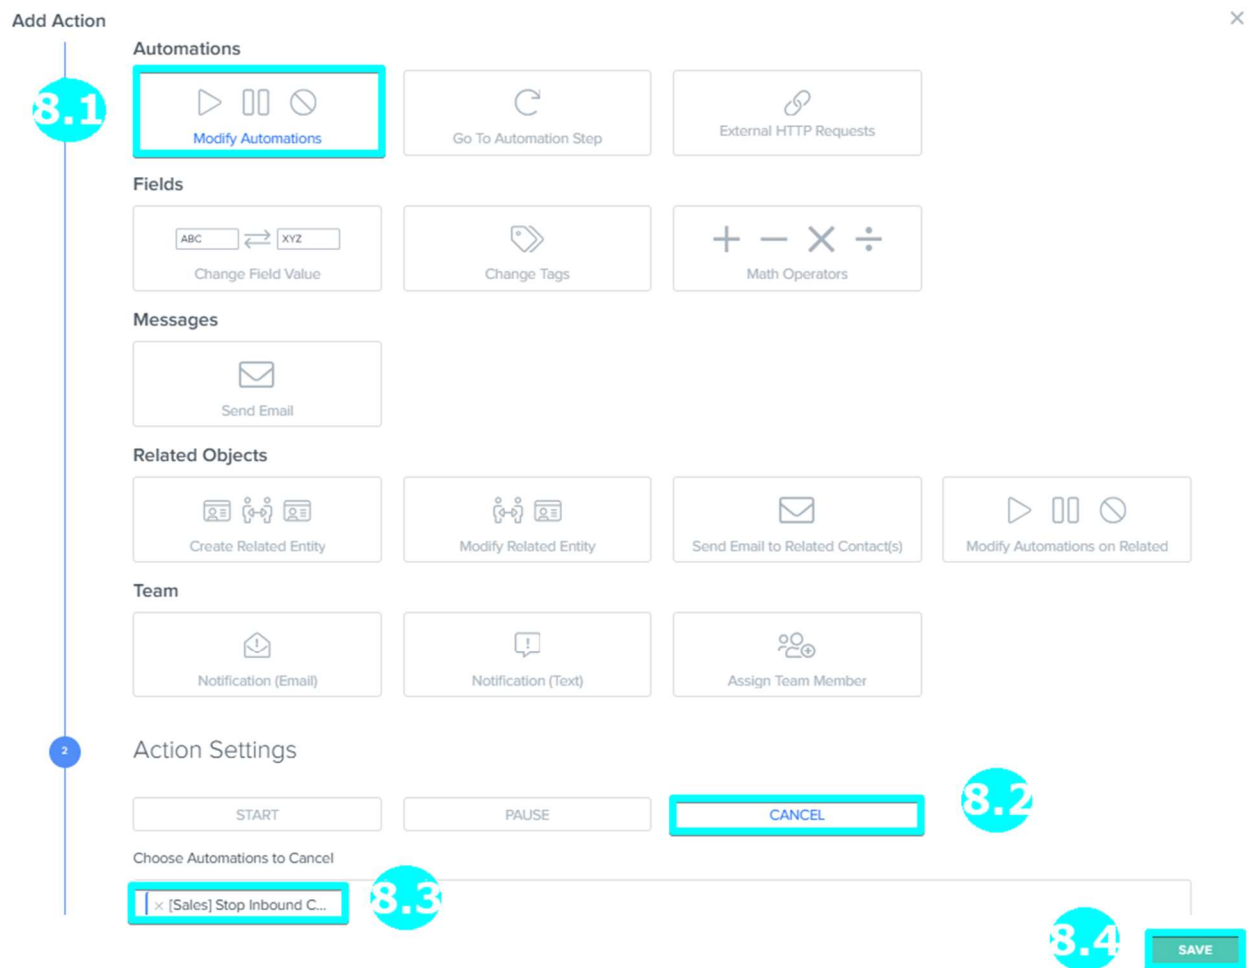 Add Action
Automations
8.1
Modify Automations
Go To Automation Step
External HTTP Requests
Fields
ABC
XYZ
Change Field Value
Change Tags
Math Operators
Messages
Send Email
Related Objects
Create Related Entity
Modify Related Entity
Send Email to Related Contact(s)
Modify Automations on Related
Team
Notification (Email)
Notification (Text)
Assign Team Member
2
Action Settings
START
PAUSE
CANCEL
8.2
Choose Automations to Cancel
× [Sales] Stop Inbound C...
8.3
8.4
SAVE